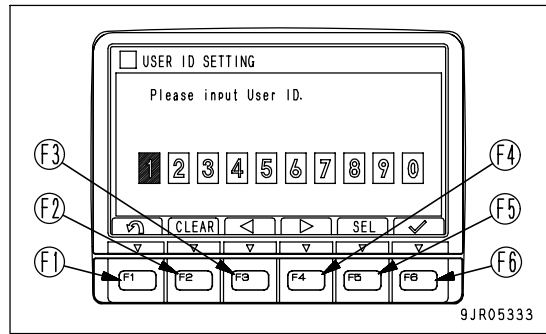 USER ID SETTING
Please input User ID.
F3
1 2 3 4 5 6 7 8 9 0
F4
F2
CLEAR SEL
F5
F1
F1 F2 F3 F4 F5 F6
F6
9JR05333